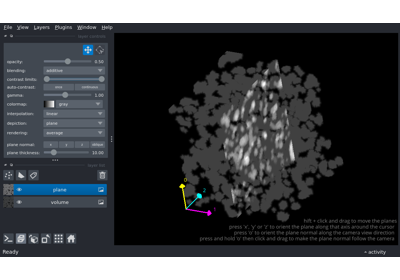 File View Layers Plugins Window Help
layer controls
opacity: 0.50
blending: additive
contrast limits:
auto-contrast: once continuous
gamma: 1.00
colormap: gray
interpolation: linear
depiction: plane
rendering: average
plane normal: x y z oblique
plane thickness: 10.00
layer list
plane
volume
0
2
1
hift + click and drag to move the planes
press 'x', 'y' or 'z' to orient the plane along that axis around the cursor
press 'o' to orient the plane normal along the camera view direction
press and hold 'o' then click and drag to make the plane normal follow the camera
Ready
activity